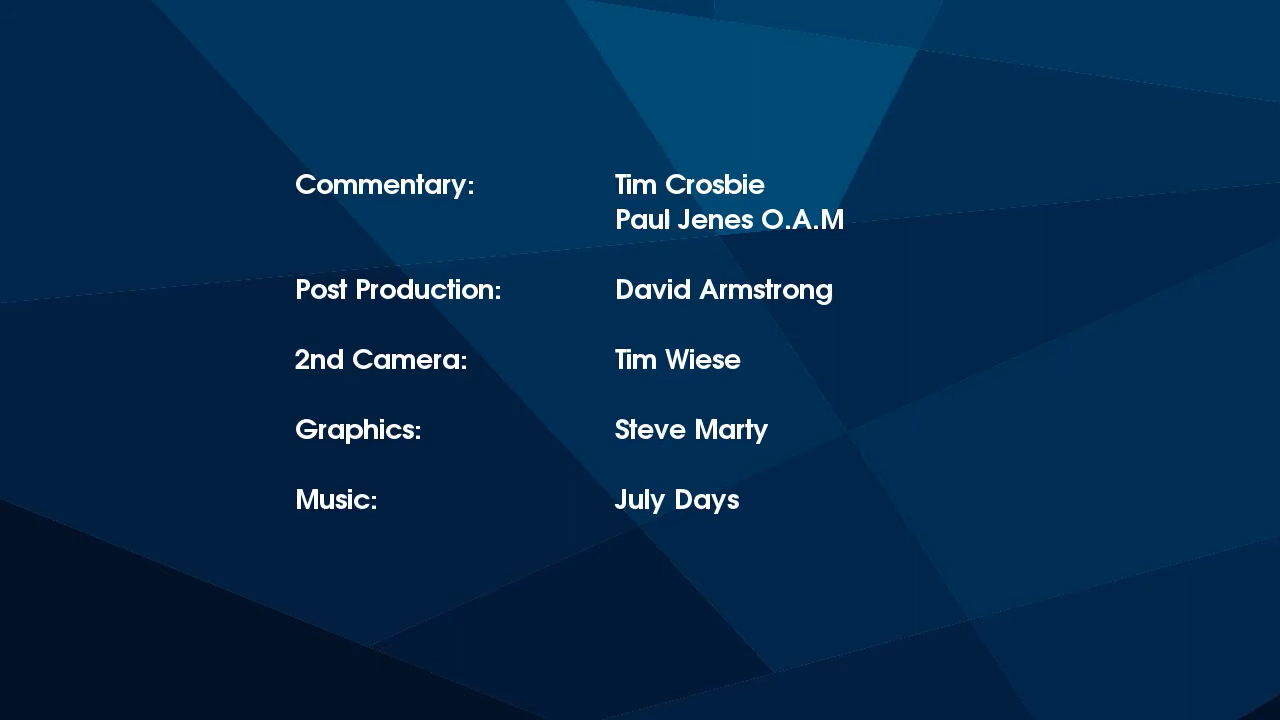 Commentary: Tim Crosbie
Paul Jenes O.A.M
Post Production: David Armstrong
2nd Camera: Tim Wiese
Graphics: Steve Marty
Music: July Days